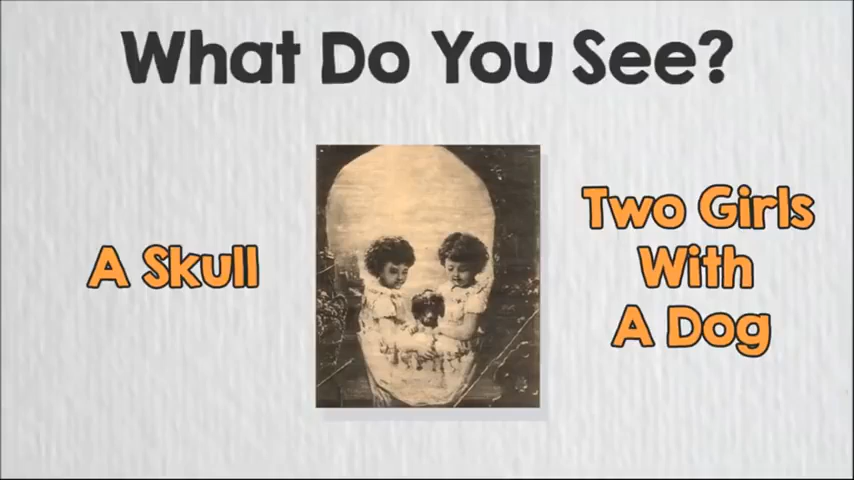 What Do You See?
A Skull
Two Girls
With
A Dog